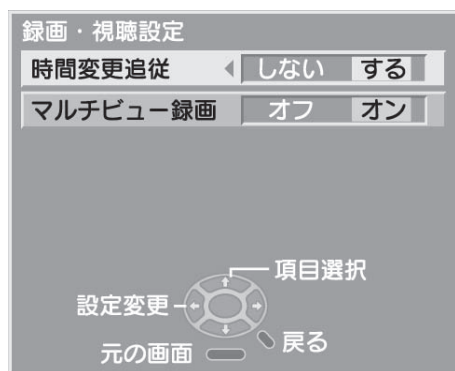 録画・視聴設定
時間変更追従 しない する
マルチビュー録画 オフ オン
項目選択
設定変更
戻る
元の画面